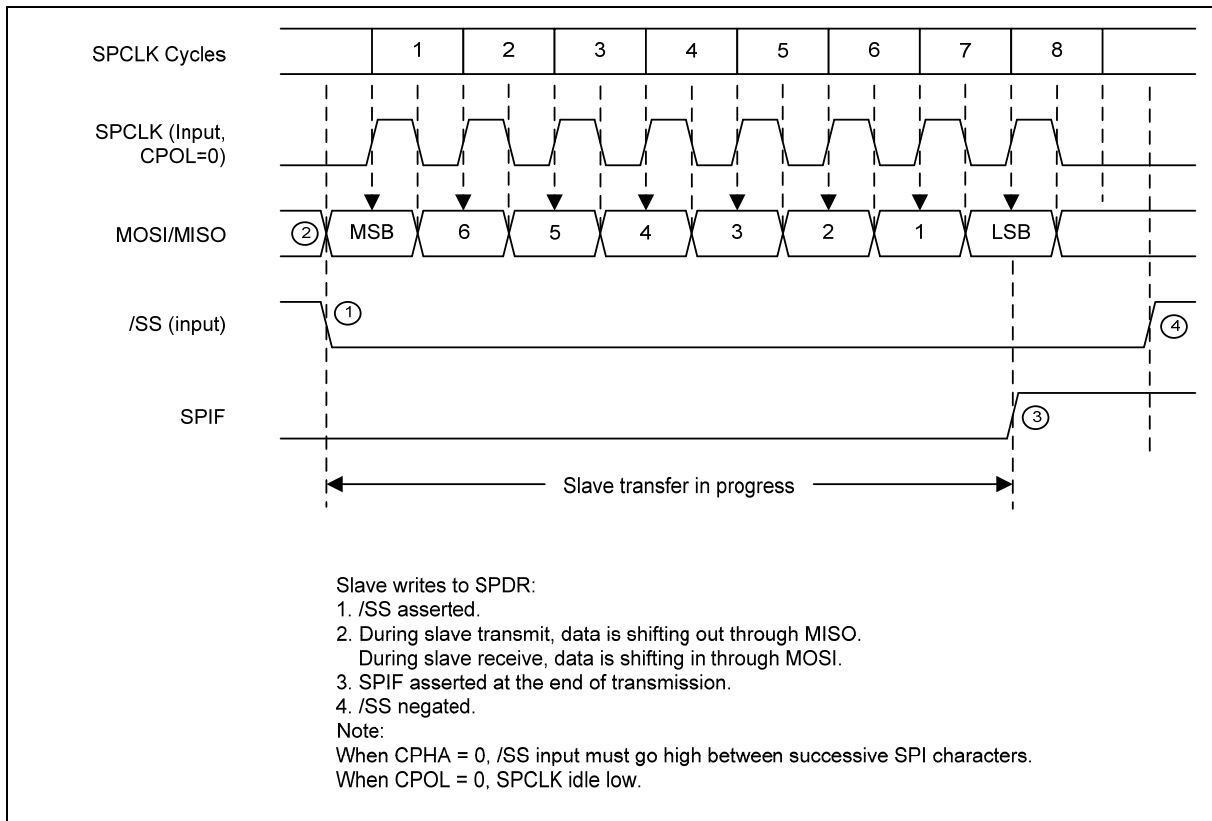 SPCLK Cycles
1 2 3 4 5 6 7 8
SPCLK (Input,
CPOL=0)
MOSI/MISO
2 MSB 6 5 4 3 2 1 LSB
/SS (input)
1
4
SPIF
3
Slave transfer in progress
Slave writes to SPDR:
1. /SS asserted.
2. During slave transmit, data is shifting out through MISO.
During slave receive, data is shifting in through MOSI.
3. SPIF asserted at the end of transmission.
4. /SS negated.
Note:
When CPHA = 0, /SS input must go high between successive SPI characters.
When CPOL = 0, SPCLK idle low.